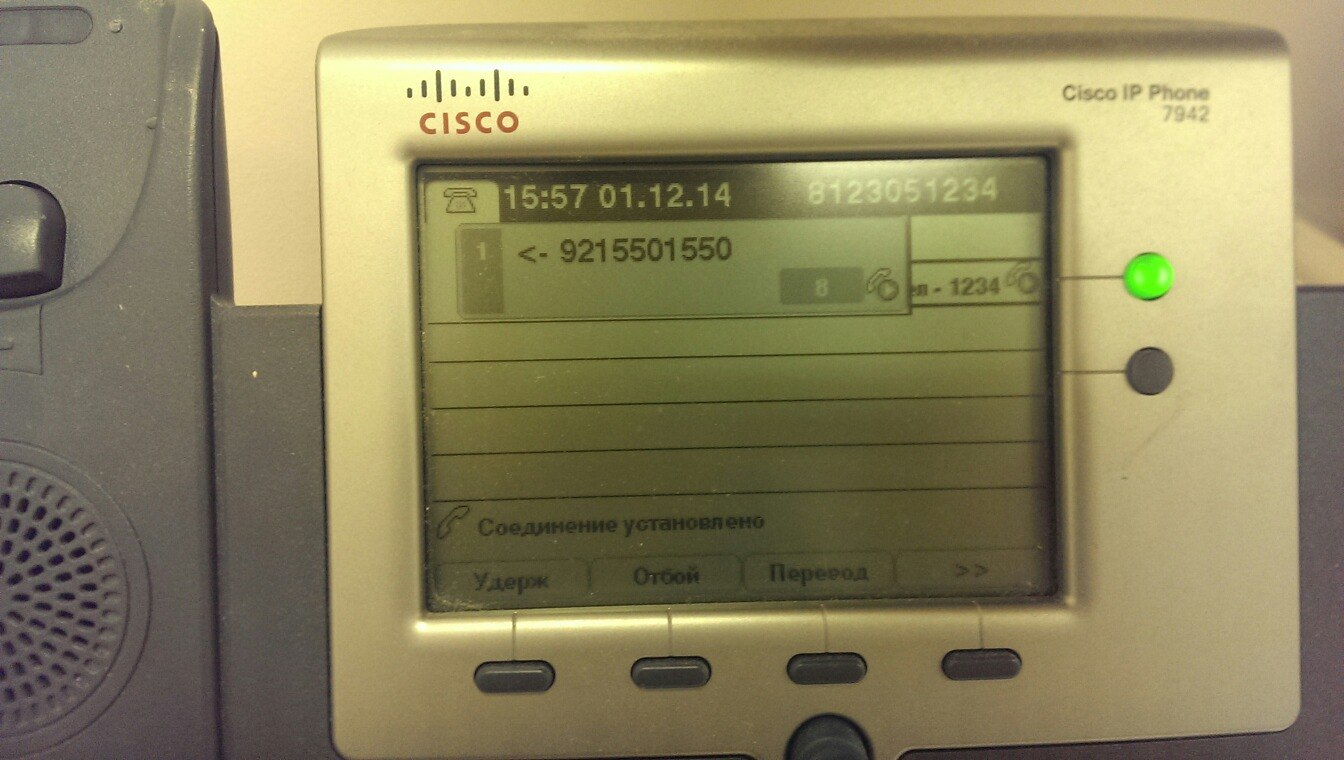 CISCO
Cisco IP Phone
7942
15:57 01.12.14 8123051234
1 <- 9215501550
8 ел - 1234
Соединение установлено
Удерж Отбой Перевод >>